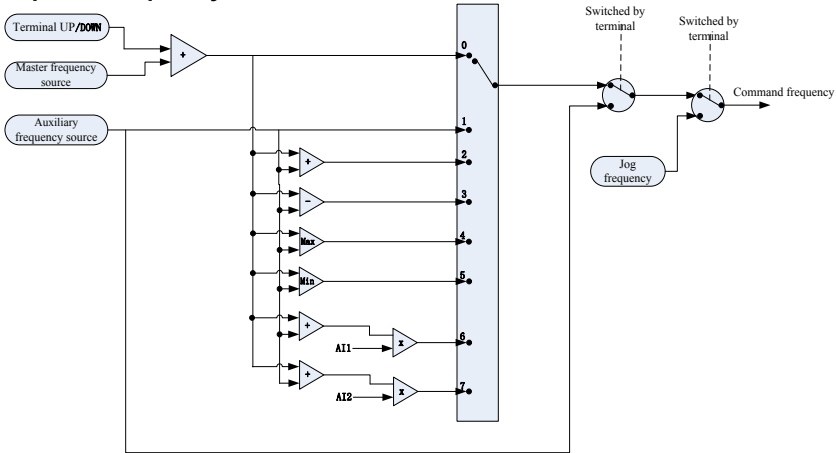 Switched by
terminal
Switched by
terminal
Terminal UP/DOWN
+
0
Master frequency
source
Command frequency
Auxiliary
frequency source
1
+
2
Jog
frequency
-
3
Max
4
Min
5
+
x
6
AI1
+
x
7
AI2